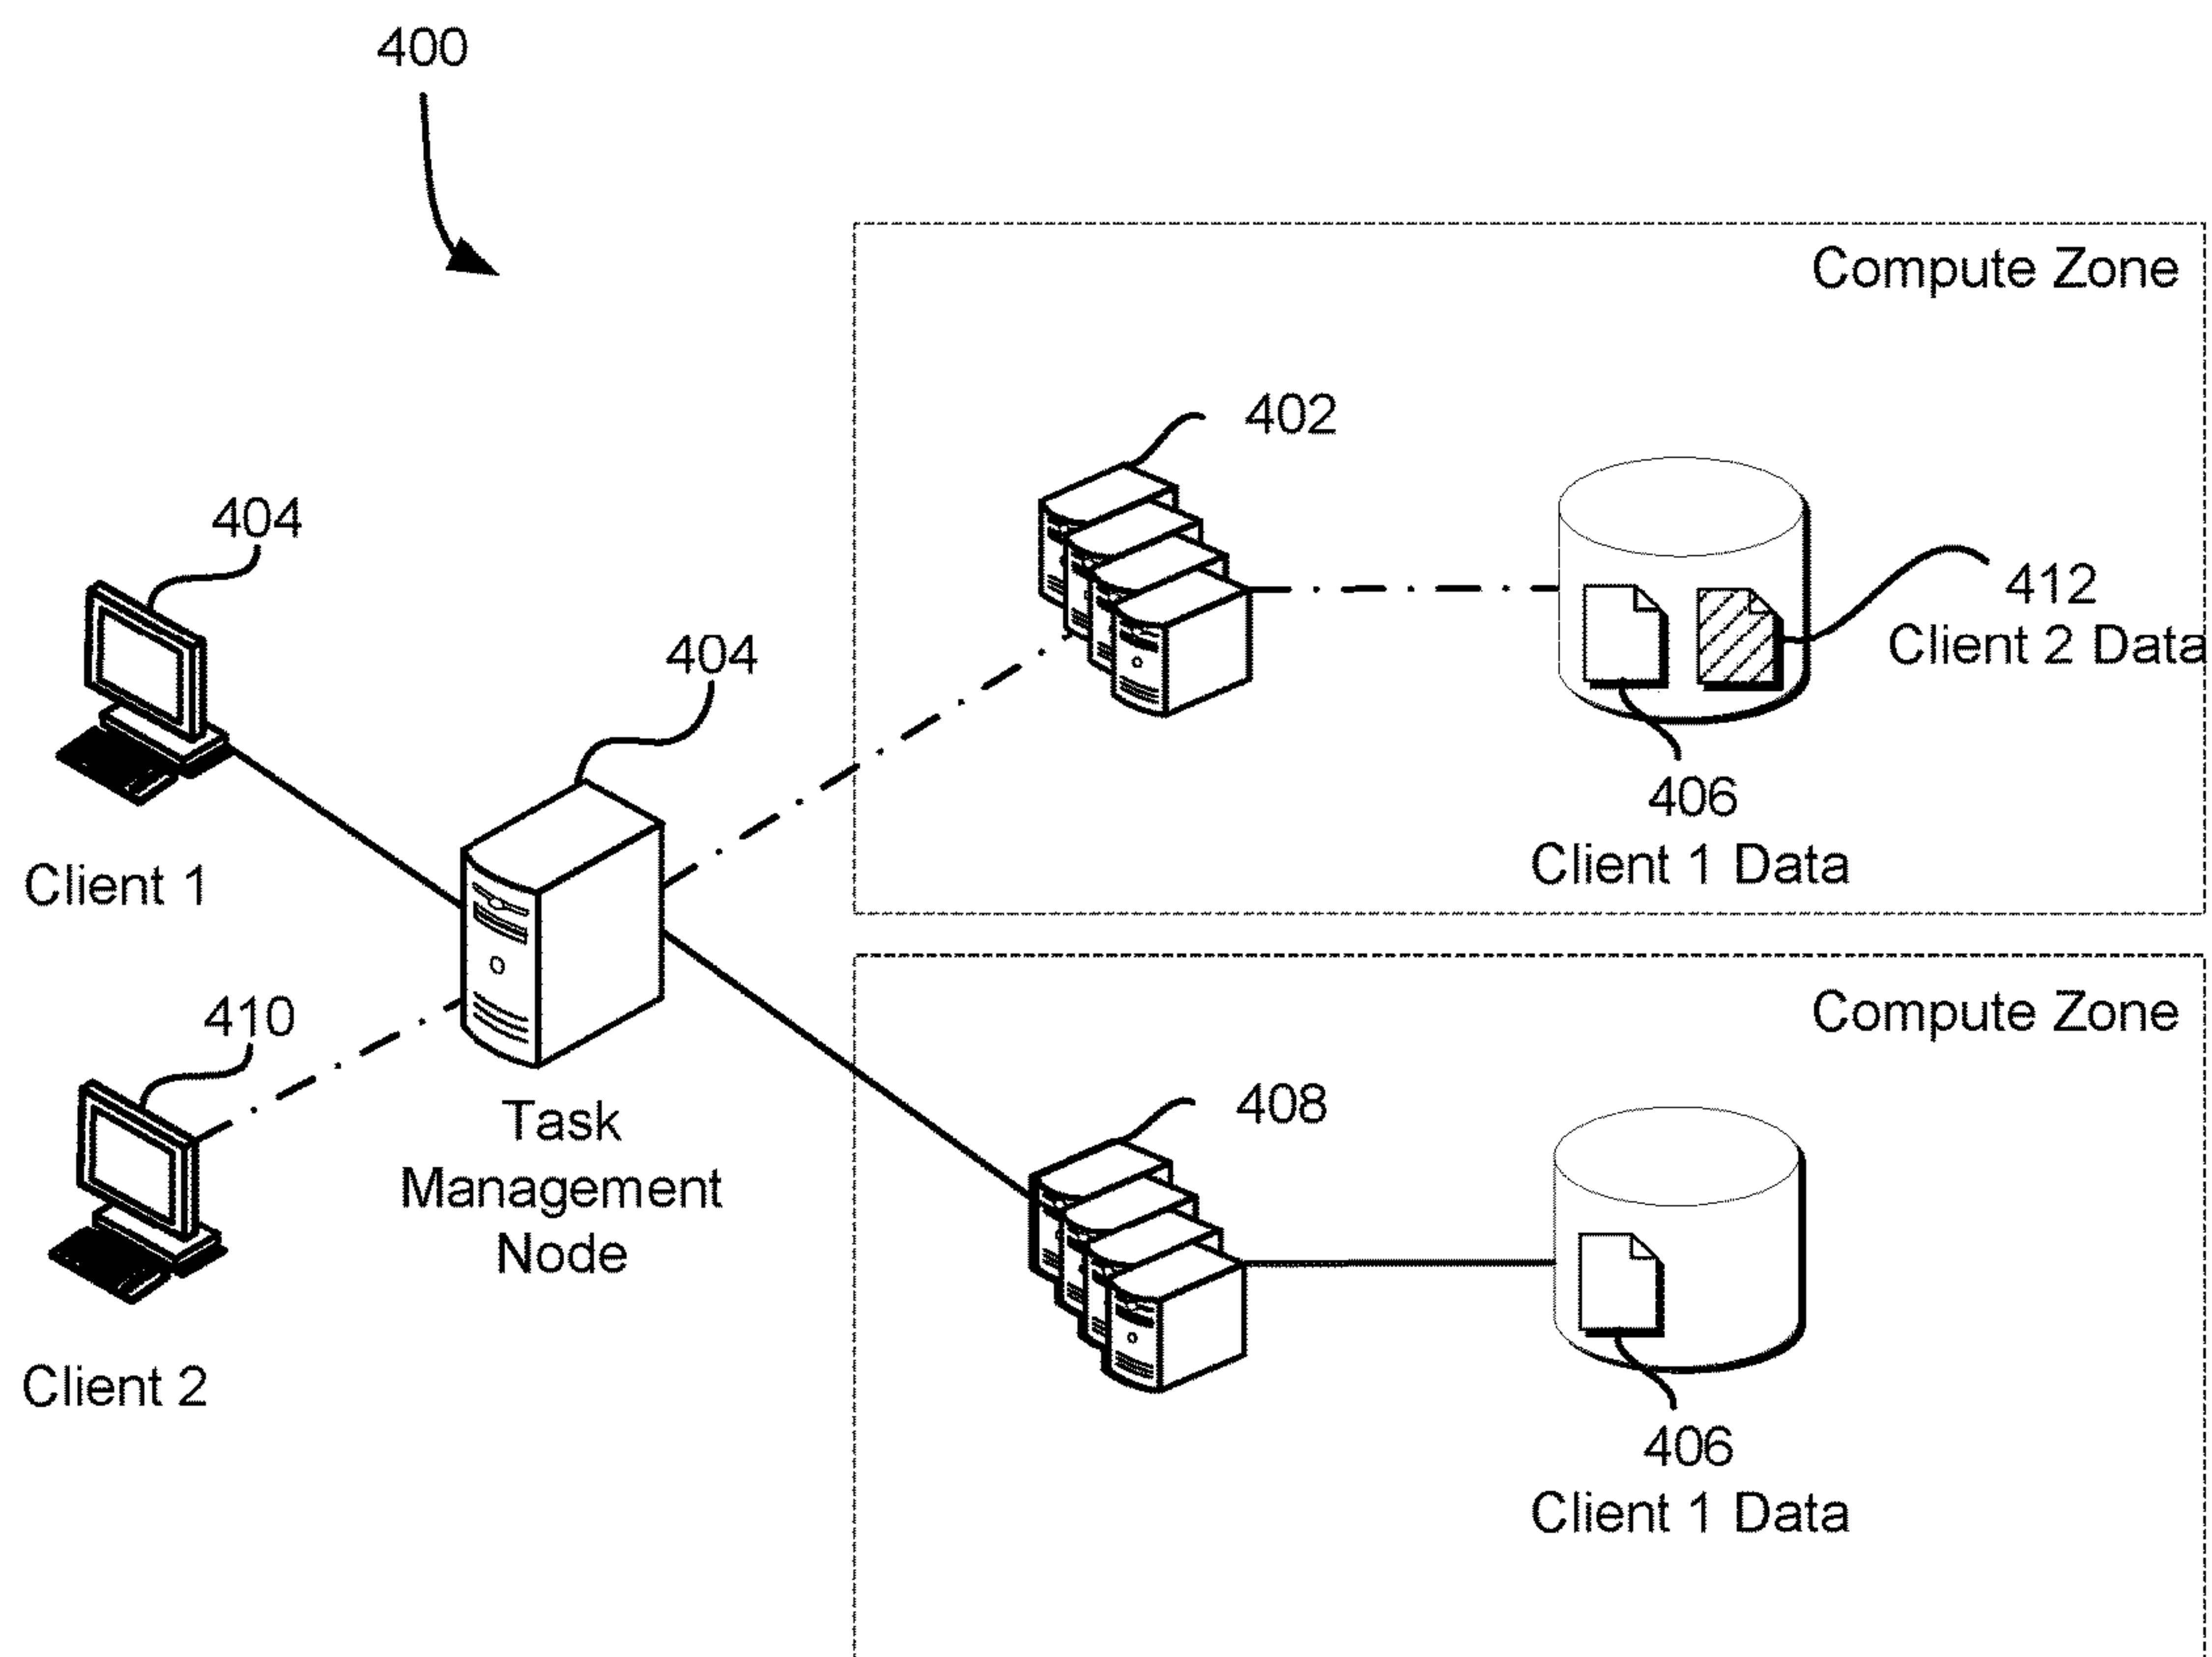 400
Compute Zone
402
404
412
Client 2 Data
404
406
Client 1 Data
Client 1
Compute Zone
410
Task
Management
Node
408
Client 2
406
Client 1 Data